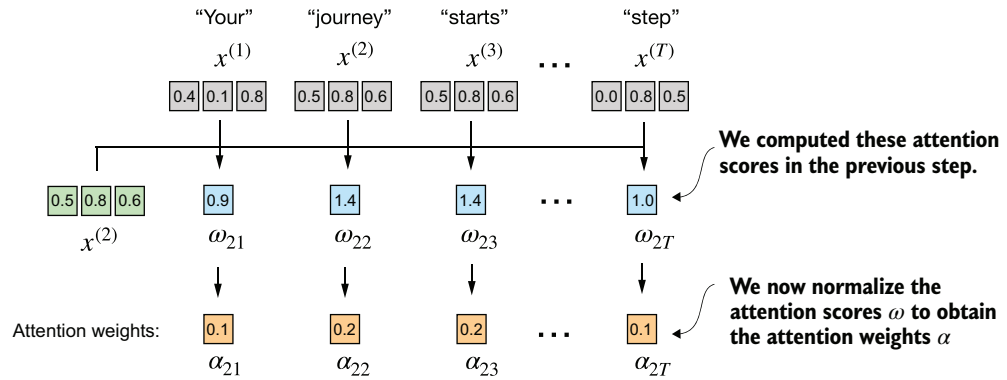 “Your” “journey” “starts” “step”
x(1) x(2) x(3) ... x(T)
0.4 0.1 0.8 0.5 0.8 0.6 0.5 0.8 0.6 0.0 0.8 0.5
We computed these attention
scores in the previous step.
0.5 0.8 0.6 0.9 1.4 1.4 ... 1.0
x(2) ω21 ω22 ω23 ω2T
We now normalize the
attention scores ω to obtain
the attention weights α
Attention weights: 0.1 0.2 0.2 ... 0.1
α21 α22 α23 α2T